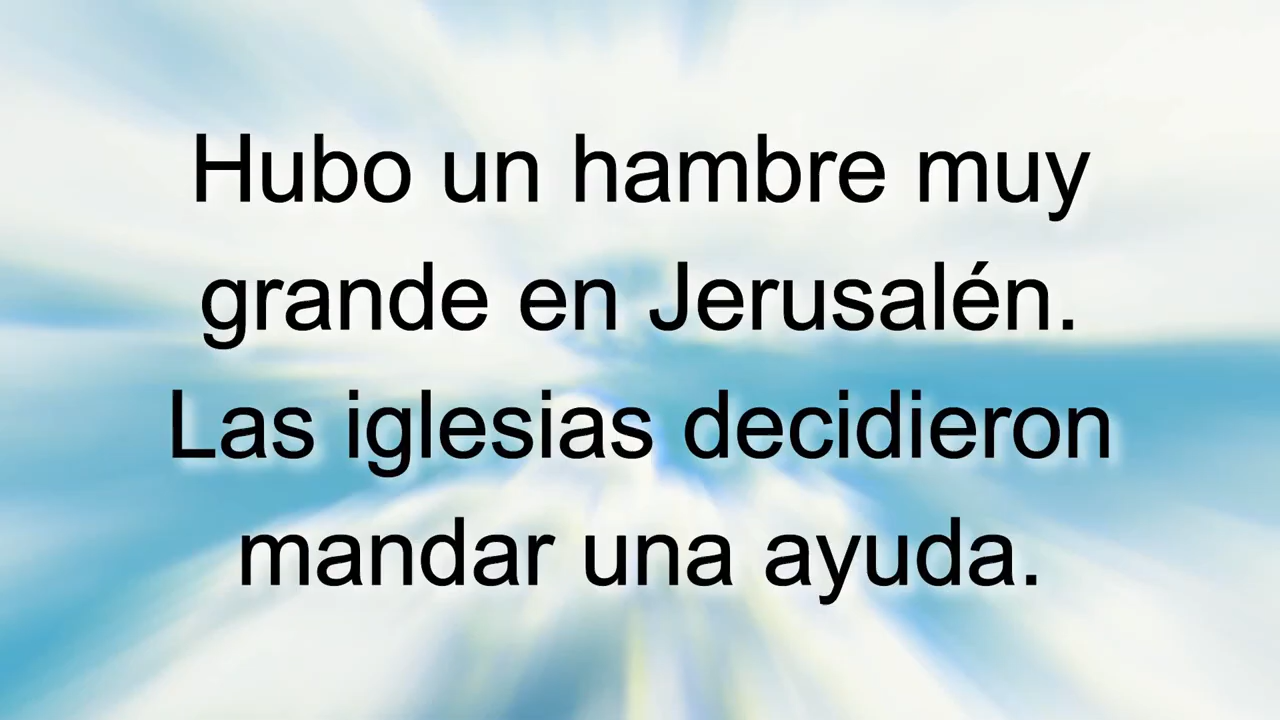 Hubo un hambre muy
grande en Jerusalén.
Las iglesias decidieron
mandar una ayuda.